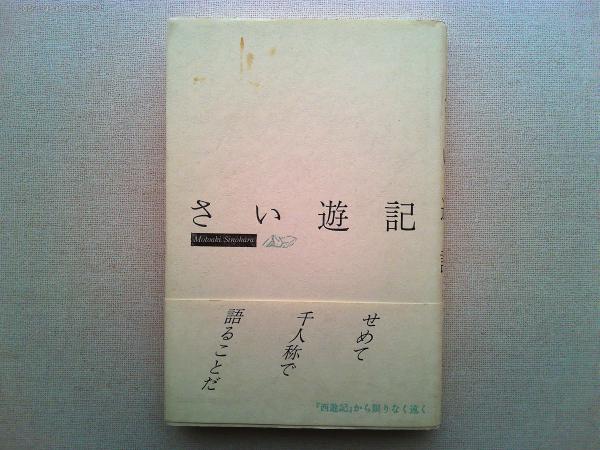 さい遊記
Motoaki Sinohara
せめて
千人称で
語ることだ
『西遊記』から限りなく遠く